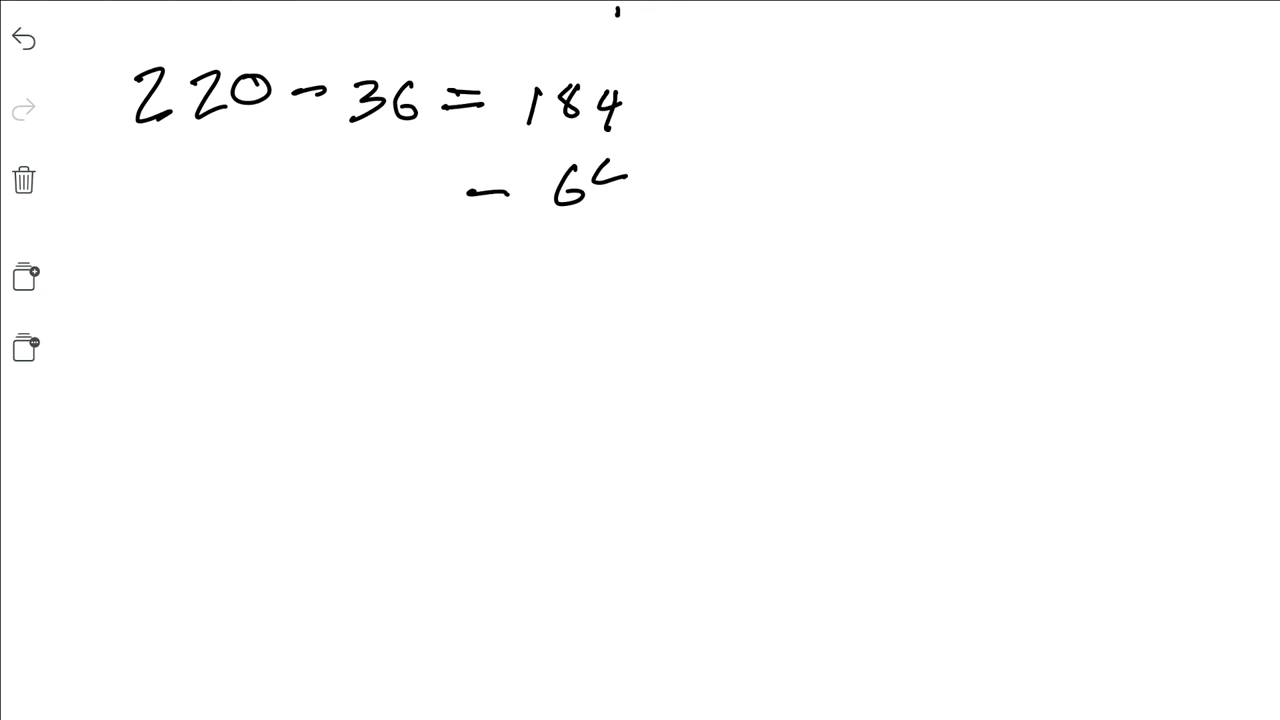 220 - 36 = 184
- 6